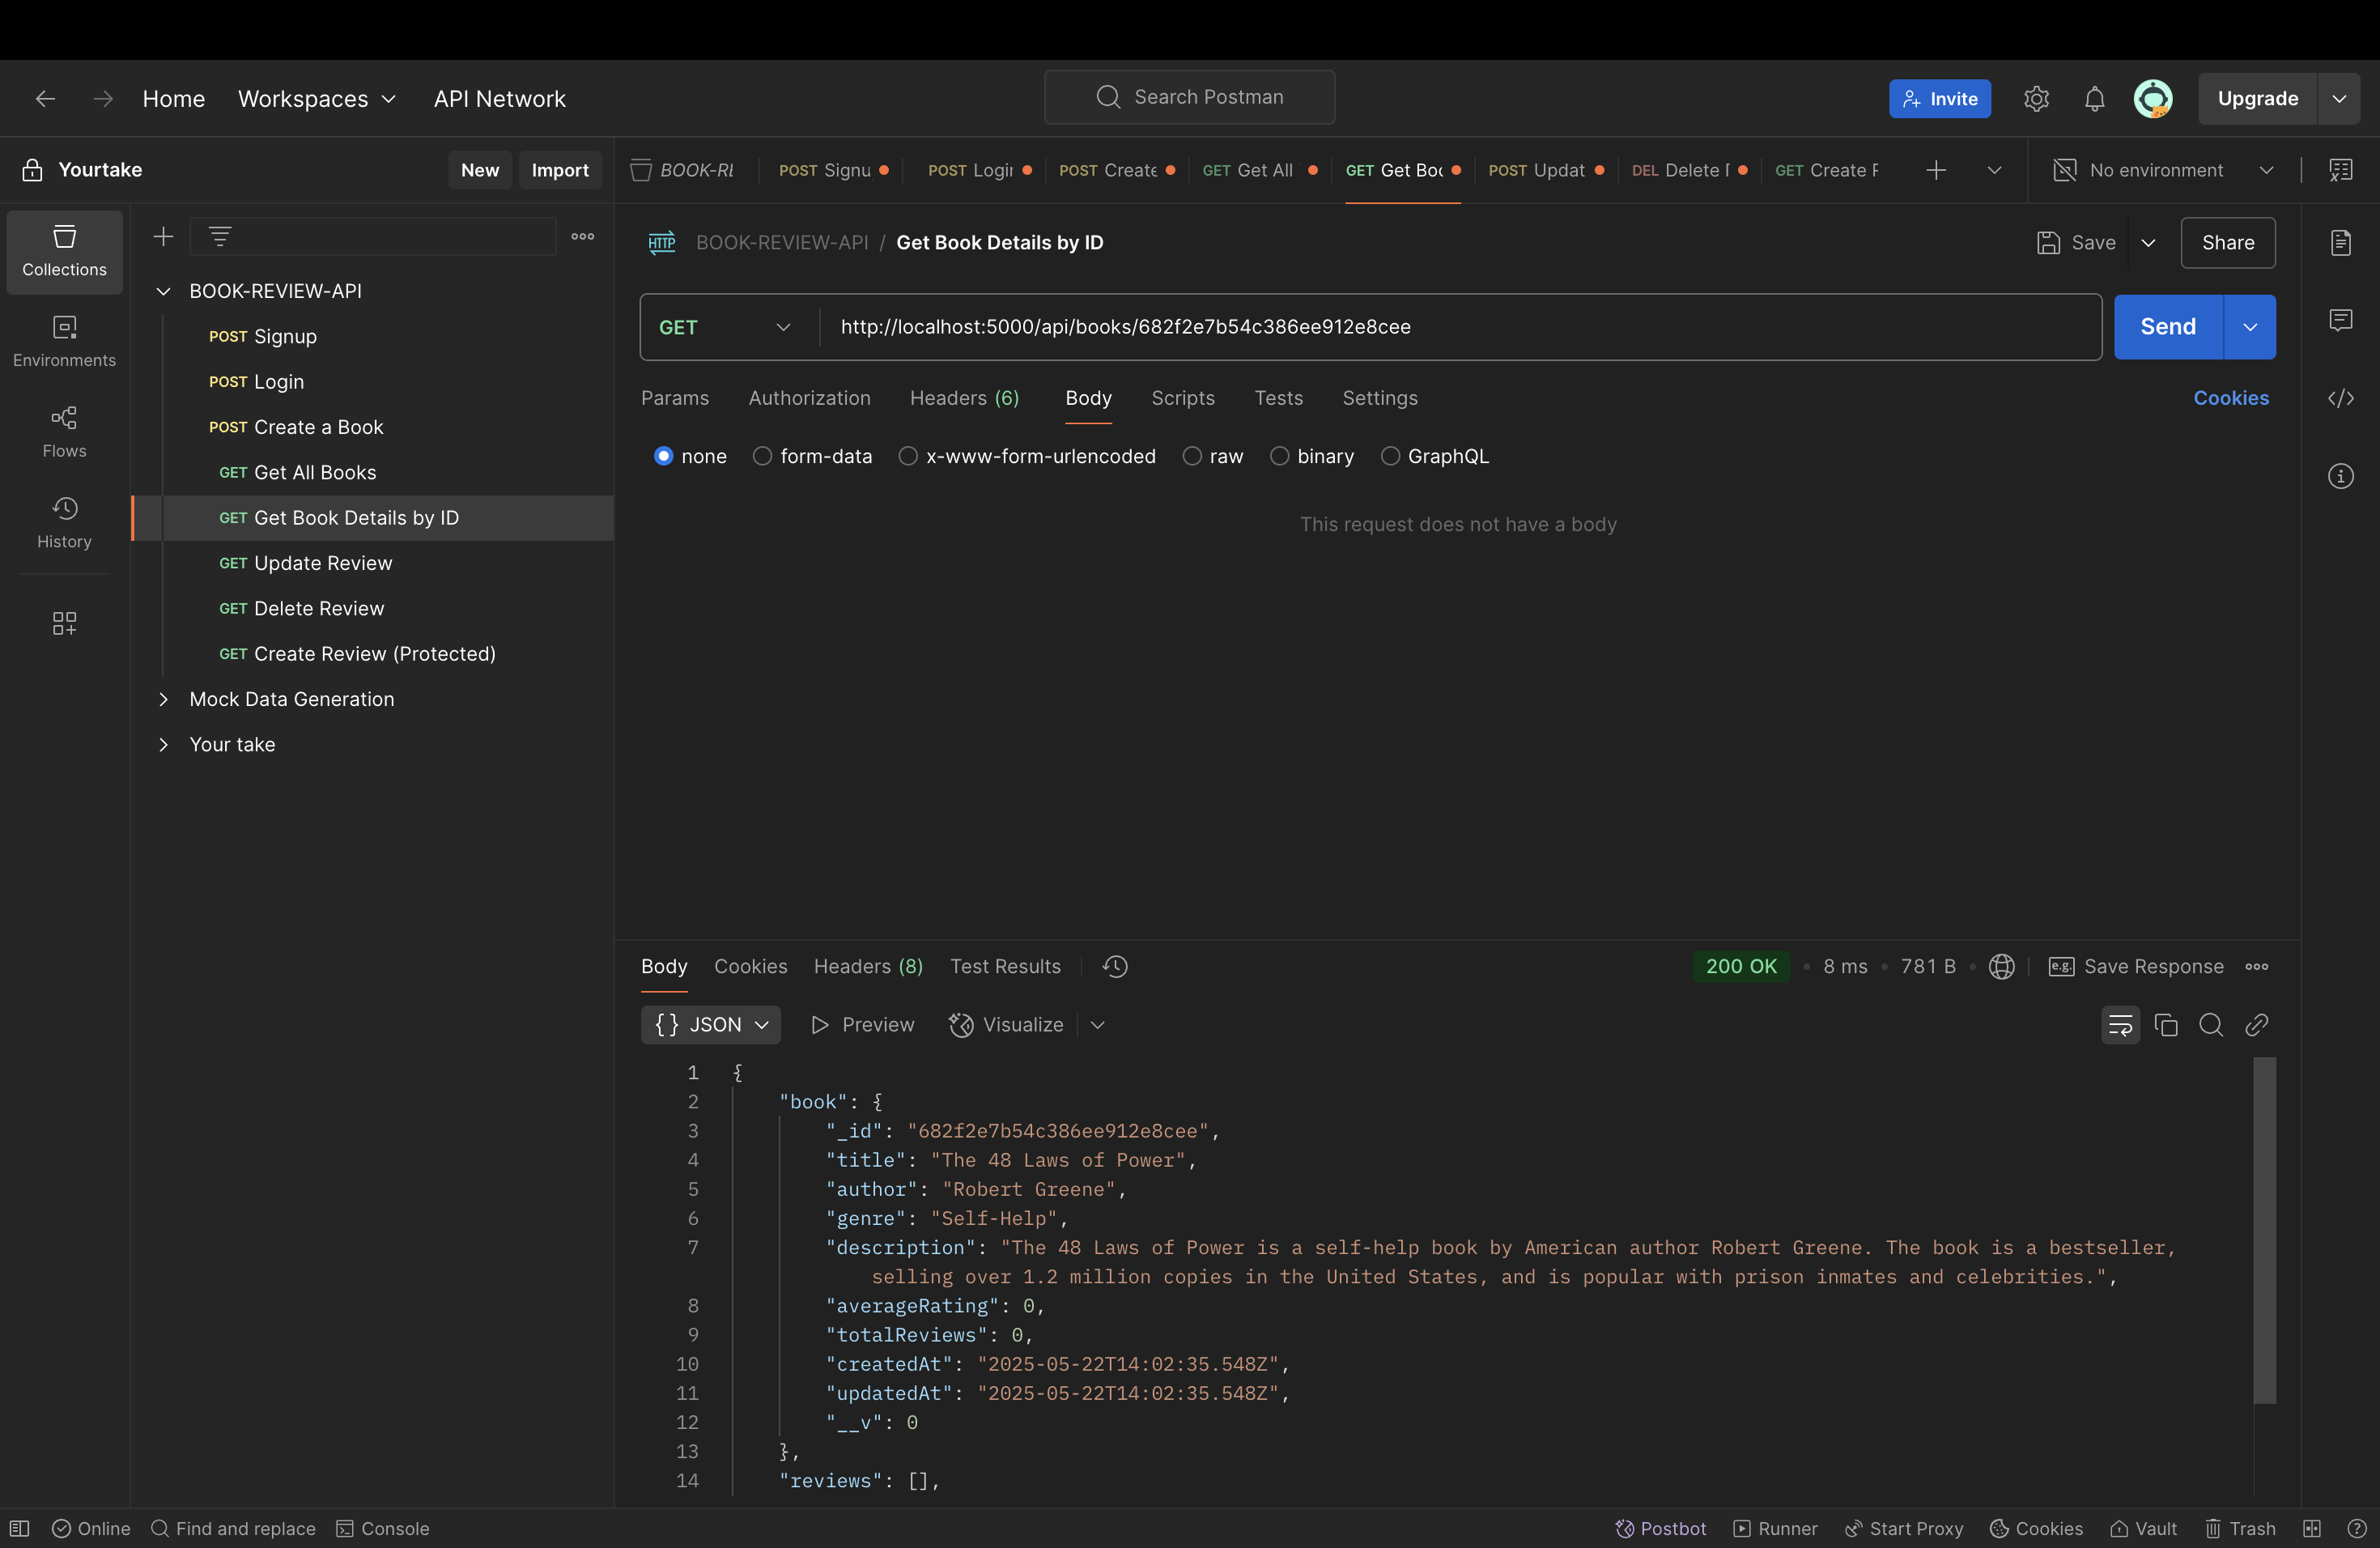 Home Workspaces API Network Search Postman Invite Upgrade
Yourtake New Import BOOK-RE POST Signu POST Login POST Create GET Get All GET Get Boo POST Updat DEL Delete GET Create No environment
Collections
Environments
Flows
History
BOOK-REVIEW-API
POST Signup
POST Login
POST Create a Book
GET Get All Books
GET Get Book Details by ID
GET Update Review
GET Delete Review
GET Create Review (Protected)
Mock Data Generation
Your take
HTTP BOOK-REVIEW-API / Get Book Details by ID Save Share
GET http://localhost:5000/api/books/682f2e7b54c386ee912e8cee Send
Params Authorization Headers (6) Body Scripts Tests Settings Cookies
none form-data x-www-form-urlencoded raw binary GraphQL
This request does not have a body
Body Cookies Headers (8) Test Results 200 OK • 8 ms • 781 B • e.g. Save Response
{} JSON Preview Visualize
1 {
2 "book": {
3 "_id": "682f2e7b54c386ee912e8cee",
4 "title": "The 48 Laws of Power",
5 "author": "Robert Greene",
6 "genre": "Self-Help",
7 "description": "The 48 Laws of Power is a self-help book by American author Robert Greene. The book is a bestseller,
selling over 1.2 million copies in the United States, and is popular with prison inmates and celebrities.",
8 "averageRating": 0,
9 "totalReviews": 0,
10 "createdAt": "2025-05-22T14:02:35.548Z",
11 "updatedAt": "2025-05-22T14:02:35.548Z",
12 "__v": 0
13 },
14 "reviews": [],
Online Find and replace Console Postbot Runner Start Proxy Cookies Vault Trash